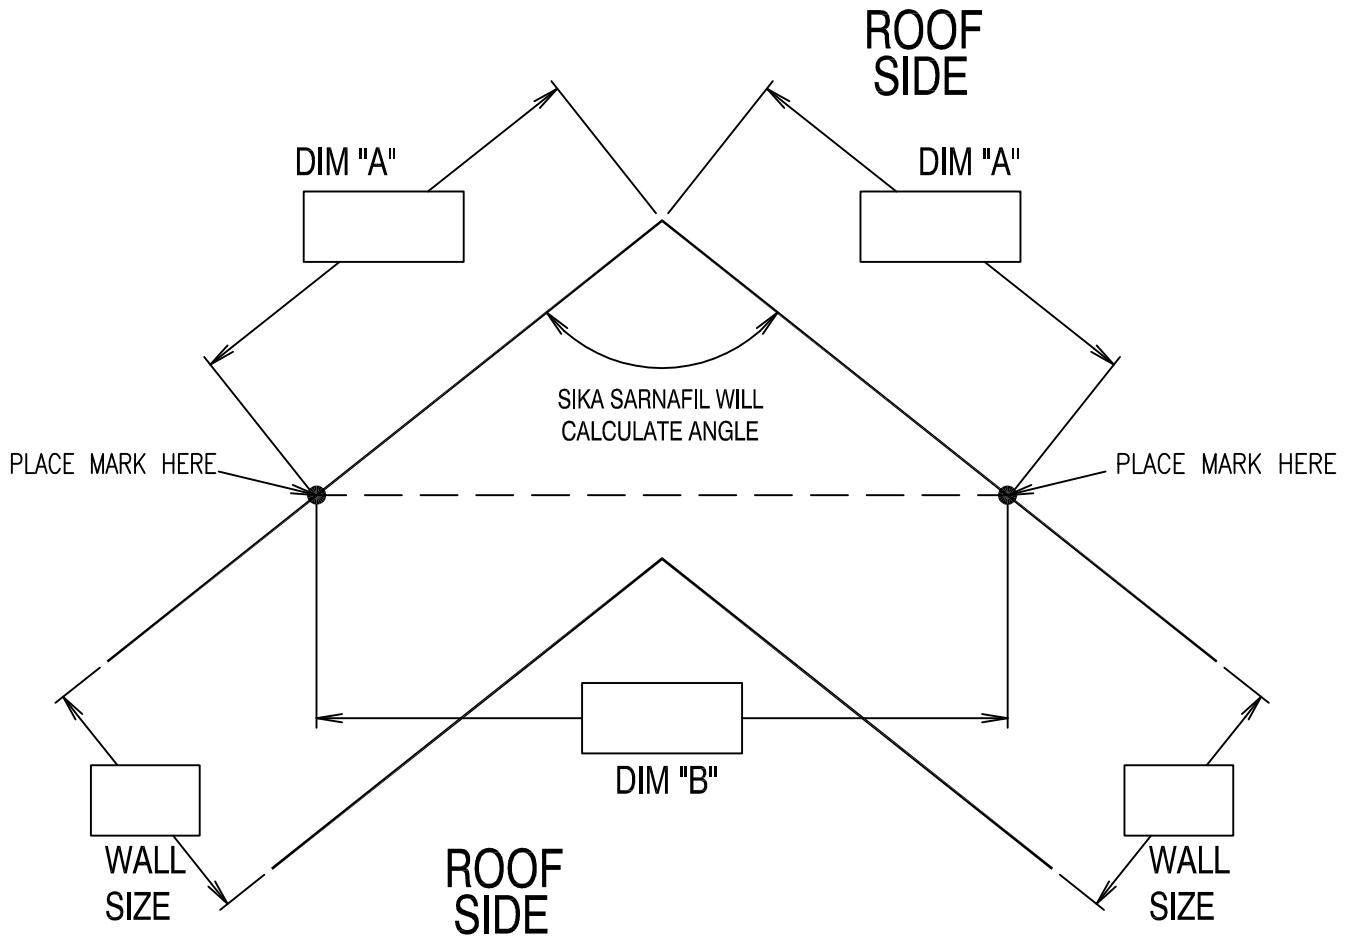 ROOF
SIDE
DIM "A"
DIM "A"
SIKA SARNAFIL WILL
CALCULATE ANGLE
PLACE MARK HERE
PLACE MARK HERE
DIM "B"
WALL
SIZE
ROOF
SIDE
WALL
SIZE